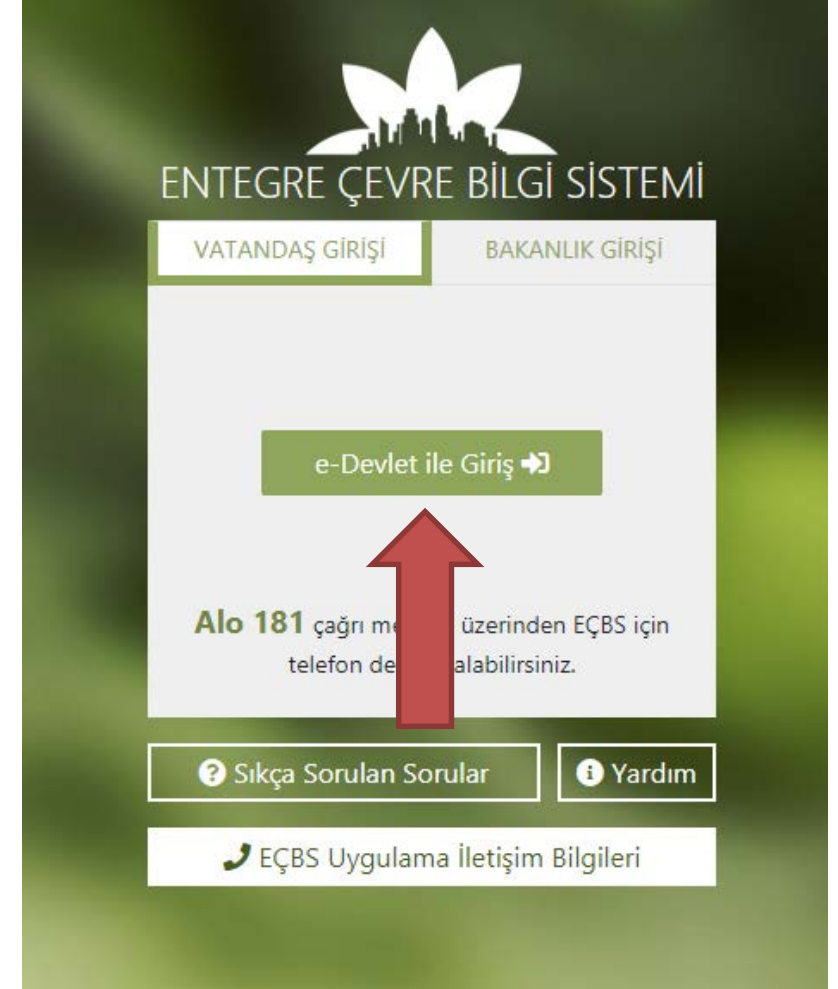 ENTEGRE ÇEVRE BİLGİ SİSTEMİ
VATANDAŞ GİRİŞİ
BAKANLIK GİRİŞİ
e-Devlet ile Giriş
Alo 181 çağrı üzerinden EÇBS için
telefon alabilirsiniz.
Sıkça Sorulan Sorular
Yardım
EÇBS Uygulama İletişim Bilgileri